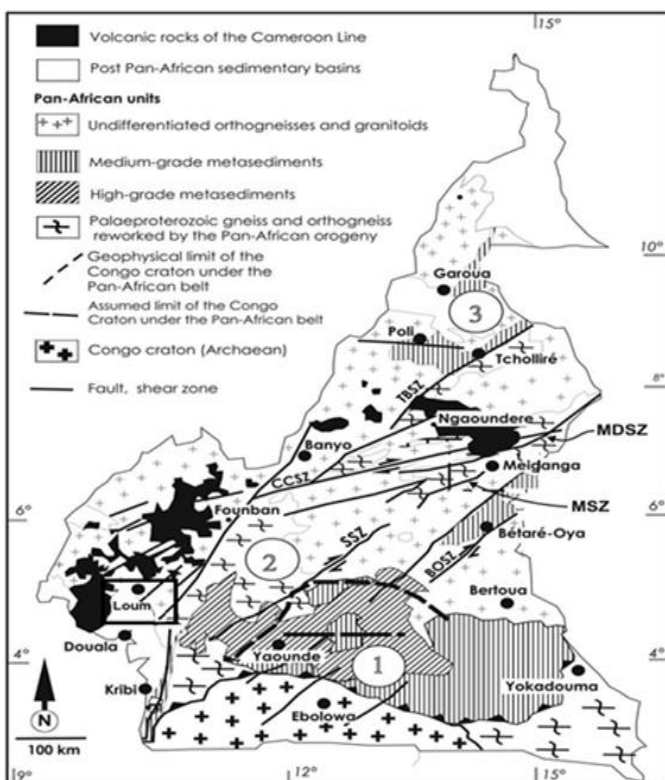 15°
Volcanic rocks of the Cameroon Line
Post Pan-African sedimentary basins
Pan-African units
Undifferentiated orthogneisses and granitoids
Medium-grade metasediments
High-grade metasediments
Palaeproterozoic gneiss and orthogneiss
reworked by the Pan-African orogeny
Geophysical limit of the
Congo craton under the
Pan-African belt
Assumed limit of the Congo
Craton under the Pan-African belt
Congo craton (Archaean)
Fault, shear zone
10°
Garoua
3
Poli
Tcholliré
8°
TBSZ
Ngaoundere
MDSZ
Banyo
Meiganga
CCSZ
MSZ
6°
Founban
6°
Bétaré-Oya
SSZ
BOSZ
2
Loum
Bertoua
Douala
4°
Yaounde
4°
1
Kribi
Yokadouma
Ebolowa
N
100 km
9°
12°
15°